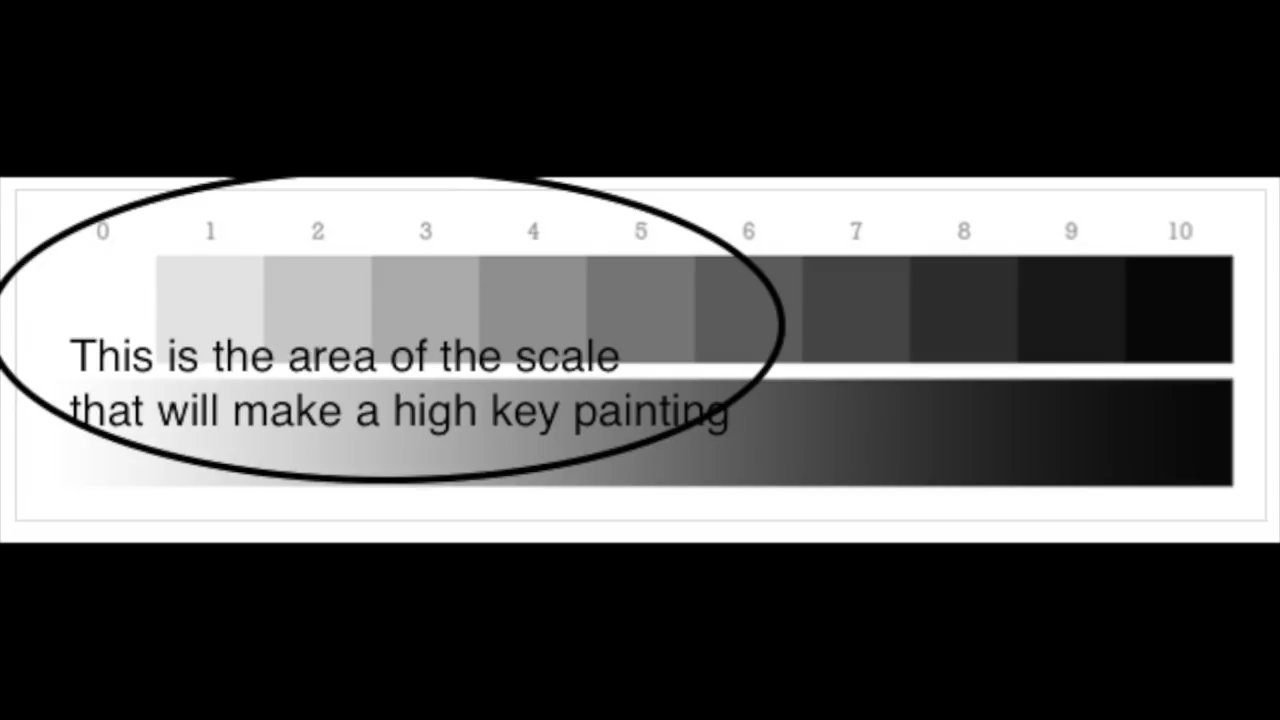 0 1 2 3 4 5 6 7 8 9 10
This is the area of the scale
that will make a high key painting